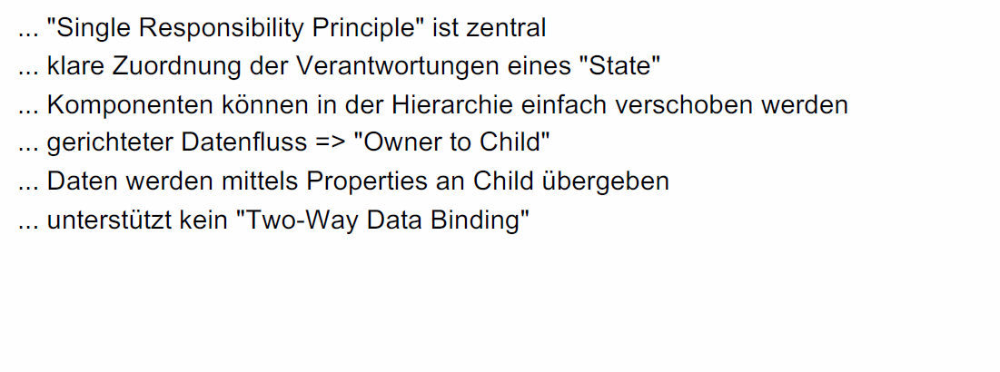 ... "Single Responsibility Principle" ist zentral
... klare Zuordnung der Verantwortungen eines "State"
... Komponenten können in der Hierarchie einfach verschoben werden
... gerichteter Datenfluss => "Owner to Child"
... Daten werden mittels Properties an Child übergeben
... unterstützt kein "Two-Way Data Binding"